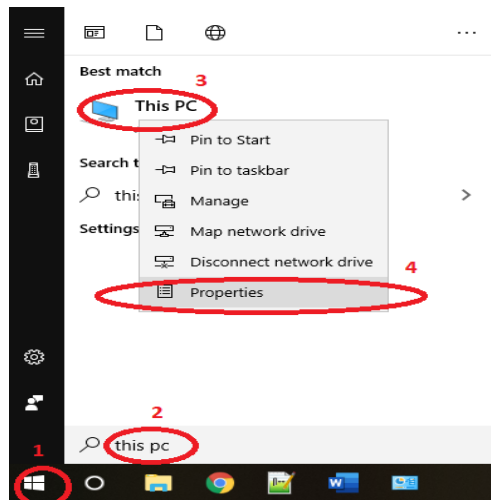 Best match
3
This PC
Pin to Start
Search t
Pin to taskbar
this
Manage
Settings
Map network drive
Disconnect network drive
4
Properties
2
1
this pc